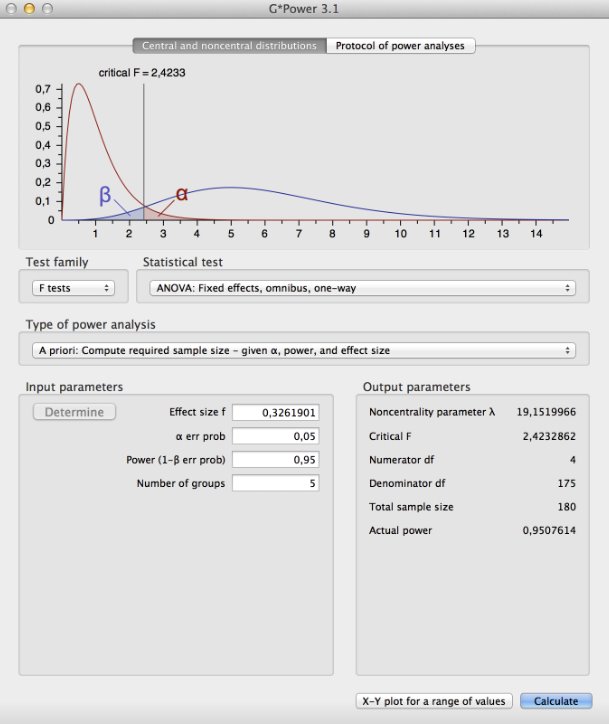 G*Power 3.1
Central and noncentral distributions Protocol of power analyses
critical F = 2,4233
0,7
0,6
0,5
0,4
0,3
0,2
0,1
0
β
α
1 2 3 4 5 6 7 8 9 10 11 12 13 14
Test family Statistical test
F tests ANOVA: Fixed effects, omnibus, one-way
Type of power analysis
A priori: Compute required sample size – given α, power, and effect size
Input parameters
Determine Effect size f 0,3261901
α err prob 0,05
Power (1-β err prob) 0,95
Number of groups 5
Output parameters
Noncentrality parameter λ 19,1519966
Critical F 2,4232862
Numerator df 4
Denominator df 175
Total sample size 180
Actual power 0,9507614
X-Y plot for a range of values Calculate